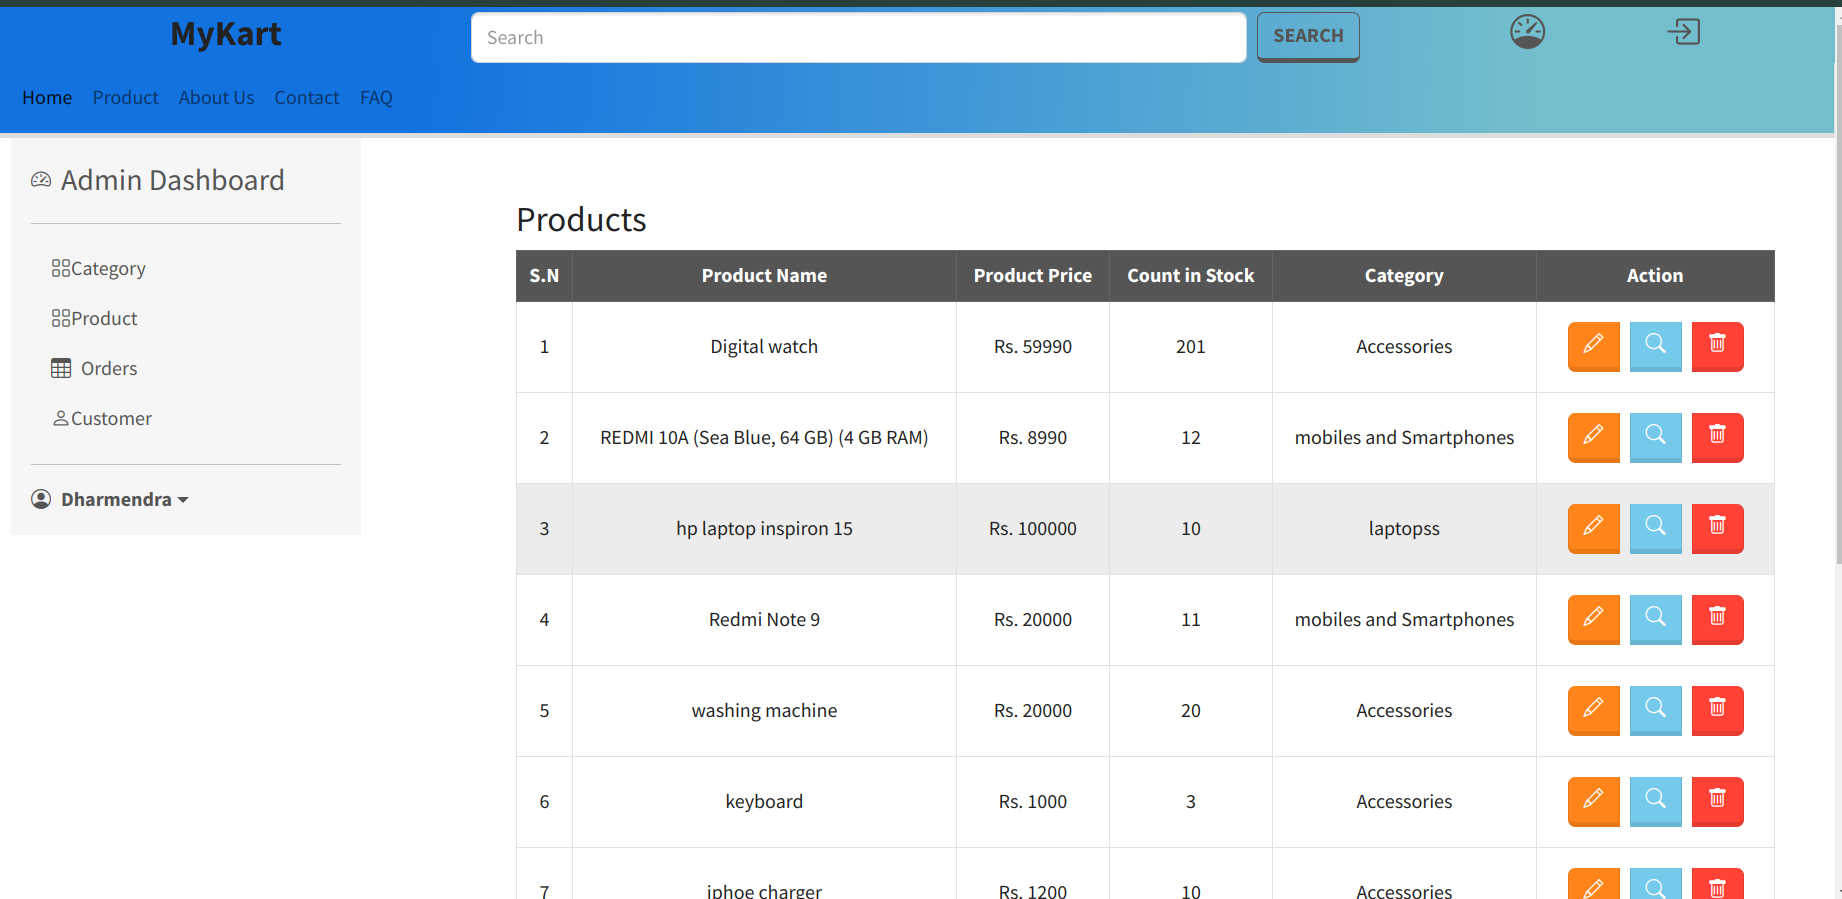 MyKart
Search
SEARCH
Home Product About Us Contact FAQ
Admin Dashboard
Category
Product
Orders
Customer
Dharmendra
Products
S.N Product Name Product Price Count in Stock Category Action
1 Digital watch Rs. 59990 201 Accessories
2 REDMI 10A (Sea Blue, 64 GB) (4 GB RAM) Rs. 8990 12 mobiles and Smartphones
3 hp laptop inspiron 15 Rs. 100000 10 laptopss
4 Redmi Note 9 Rs. 20000 11 mobiles and Smartphones
5 washing machine Rs. 20000 20 Accessories
6 keyboard Rs. 1000 3 Accessories
7 iphoe charger Rs. 1200 10 Accessories